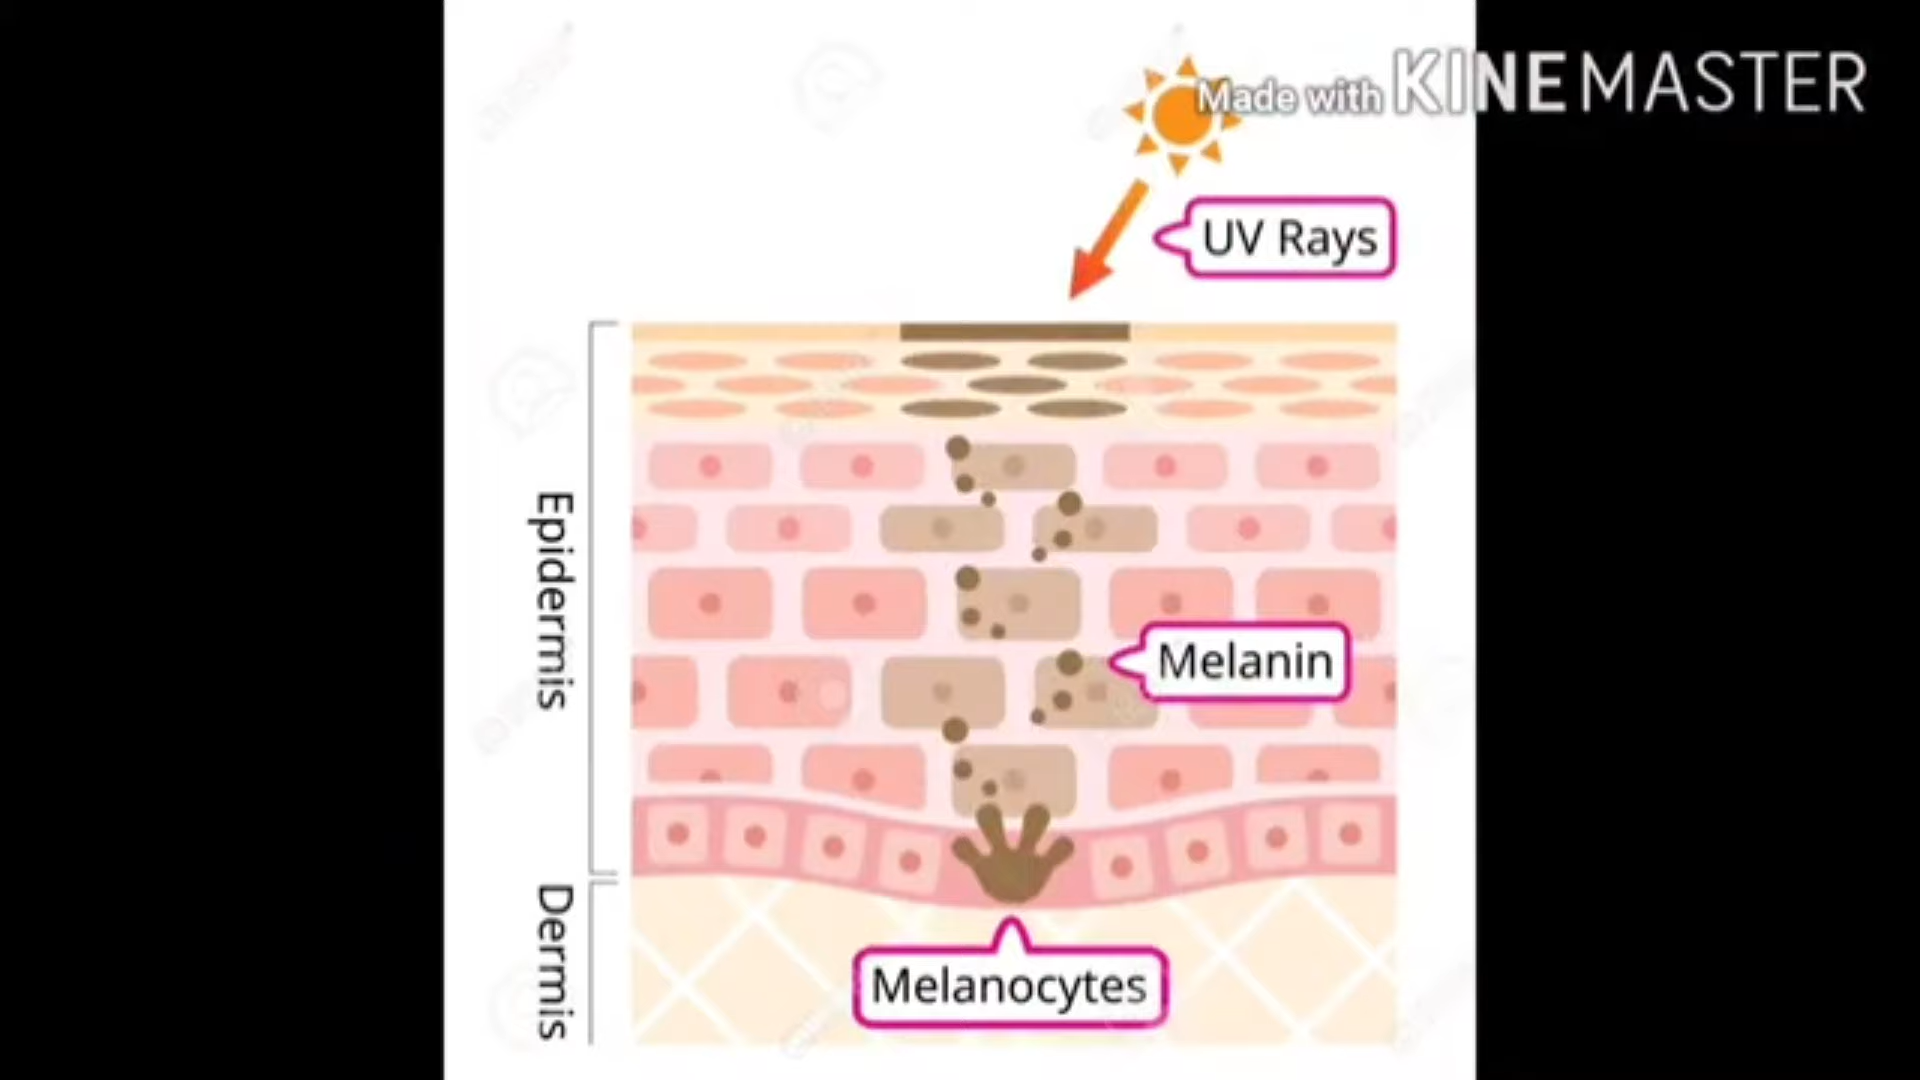 Made with KINEMASTER
UV Rays
Epidermis
Melanin
Dermis
Melanocytes